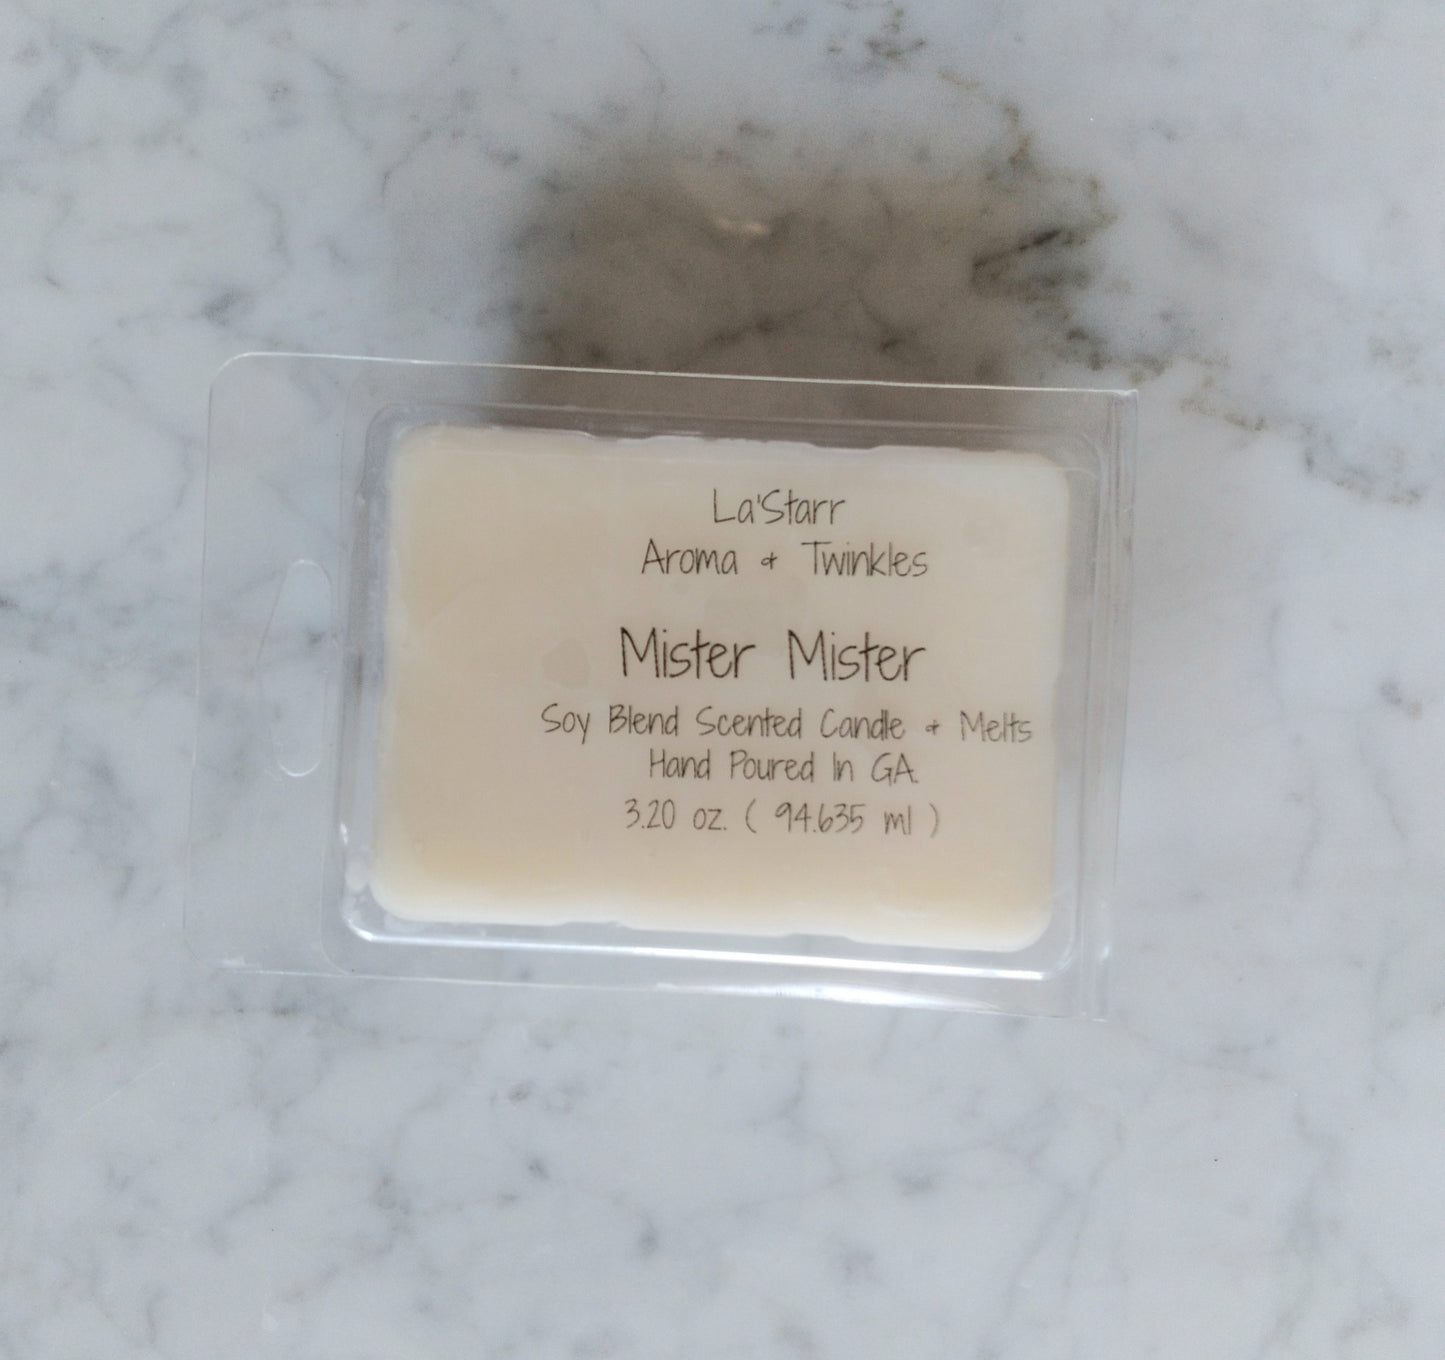 La'Starr
Aroma + Twinkles
Mister Mister
Soy Blend Scented Candle + Melts
Hand Poured In GA.
3.20 oz. ( 94.635 ml )